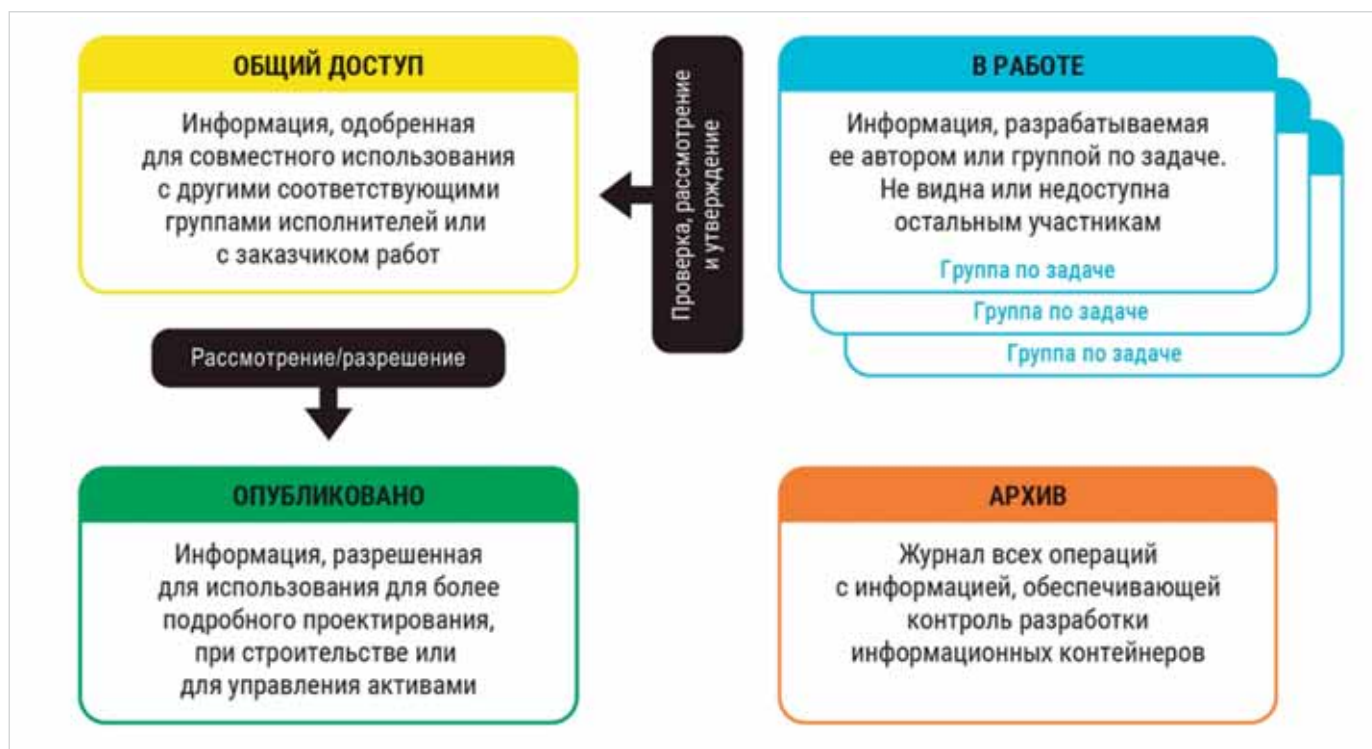 ОБЩИЙ ДОСТУП
Информация, одобренная
для совместного использования
с другими соответствующими
группами исполнителей или
с заказчиком работ
Проверка, рассмотрение
и утверждение
В РАБОТЕ
Информация, разрабатываемая
ее автором или группой по задаче.
Не видна или недоступна
остальным участникам
Группа по задаче
Группа по задаче
Группа по задаче
Рассмотрение/разрешение
ОПУБЛИКОВАНО
Информация, разрешенная
для использования для более
подробного проектирования,
при строительстве или
для управления активами
АРХИВ
Журнал всех операций
с информацией, обеспечивающей
контроль разработки
информационных контейнеров